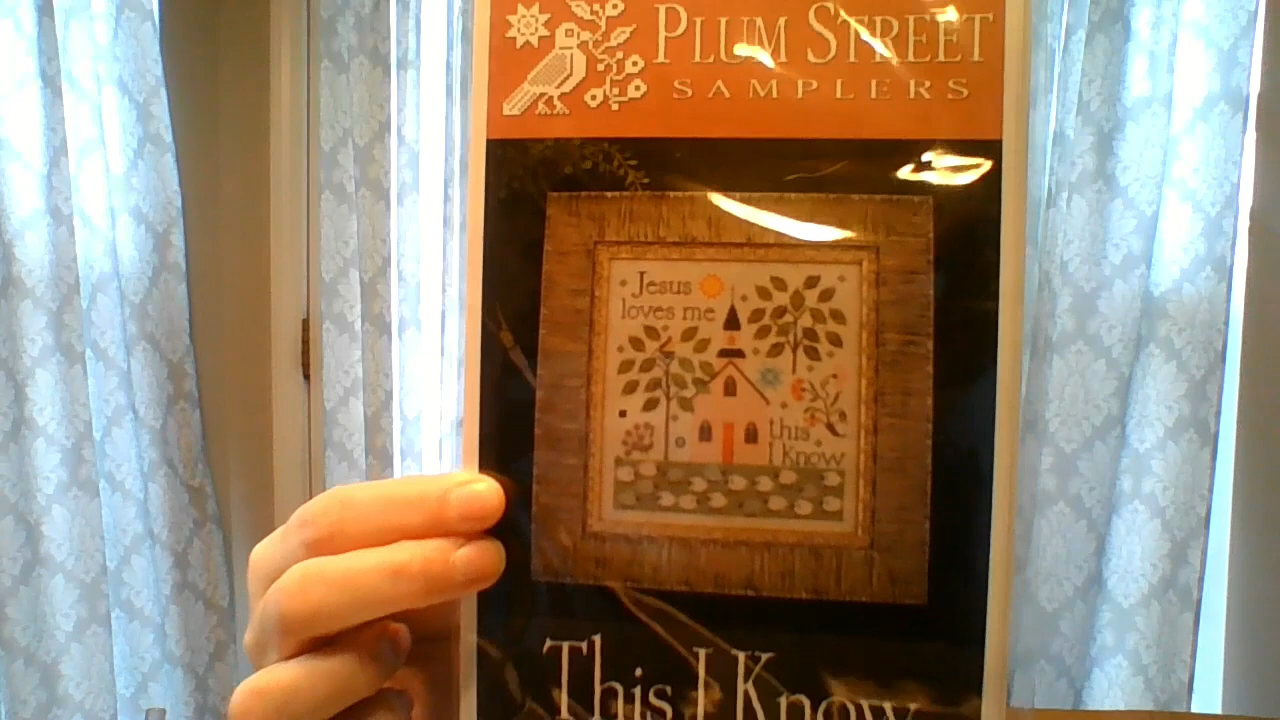 PLUM STREET
SAMPLERS
Jesus
loves me
this
I know
This I Know